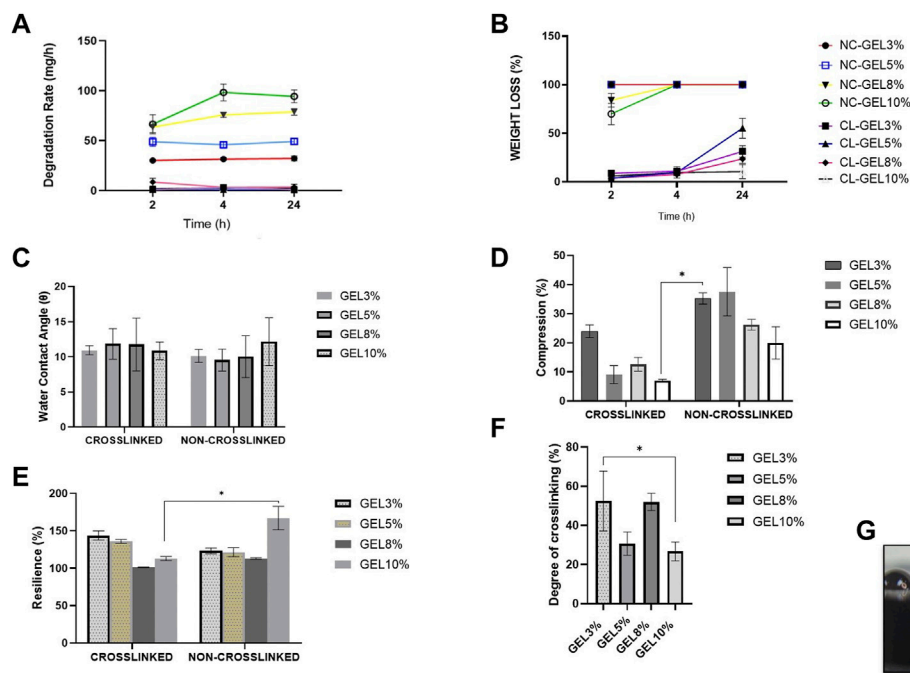 A
Degradation Rate (mg/h)
150
100
50
0
2 4 24
Time (h)
B
WEIGHT LOSS (%)
150
100
50
0
2 4 24
Time (h)
NC-GEL3%
NC-GEL5%
NC-GEL8%
NC-GEL10%
CL-GEL3%
CL-GEL5%
CL-GEL8%
CL-GEL10%
C
Water Contact Angle (θ)
20
15
10
5
0
CROSSLINKED NON-CROSSLINKED
GEL3%
GEL5%
GEL8%
GEL10%
D
Compression (%)
50
40
30
20
10
0
*
CROSSLINKED NON-CROSSLINKED
GEL3%
GEL5%
GEL8%
GEL10%
E
Resilience (%)
200
150
100
50
0
*
CROSSLINKED NON-CROSSLINKED
GEL3%
GEL5%
GEL8%
GEL10%
F
Degree of crosslinking (%)
80
60
40
20
0
*
GEL3% GEL5% GEL8% GEL10%
GEL3%
GEL5%
GEL8%
GEL10%
G